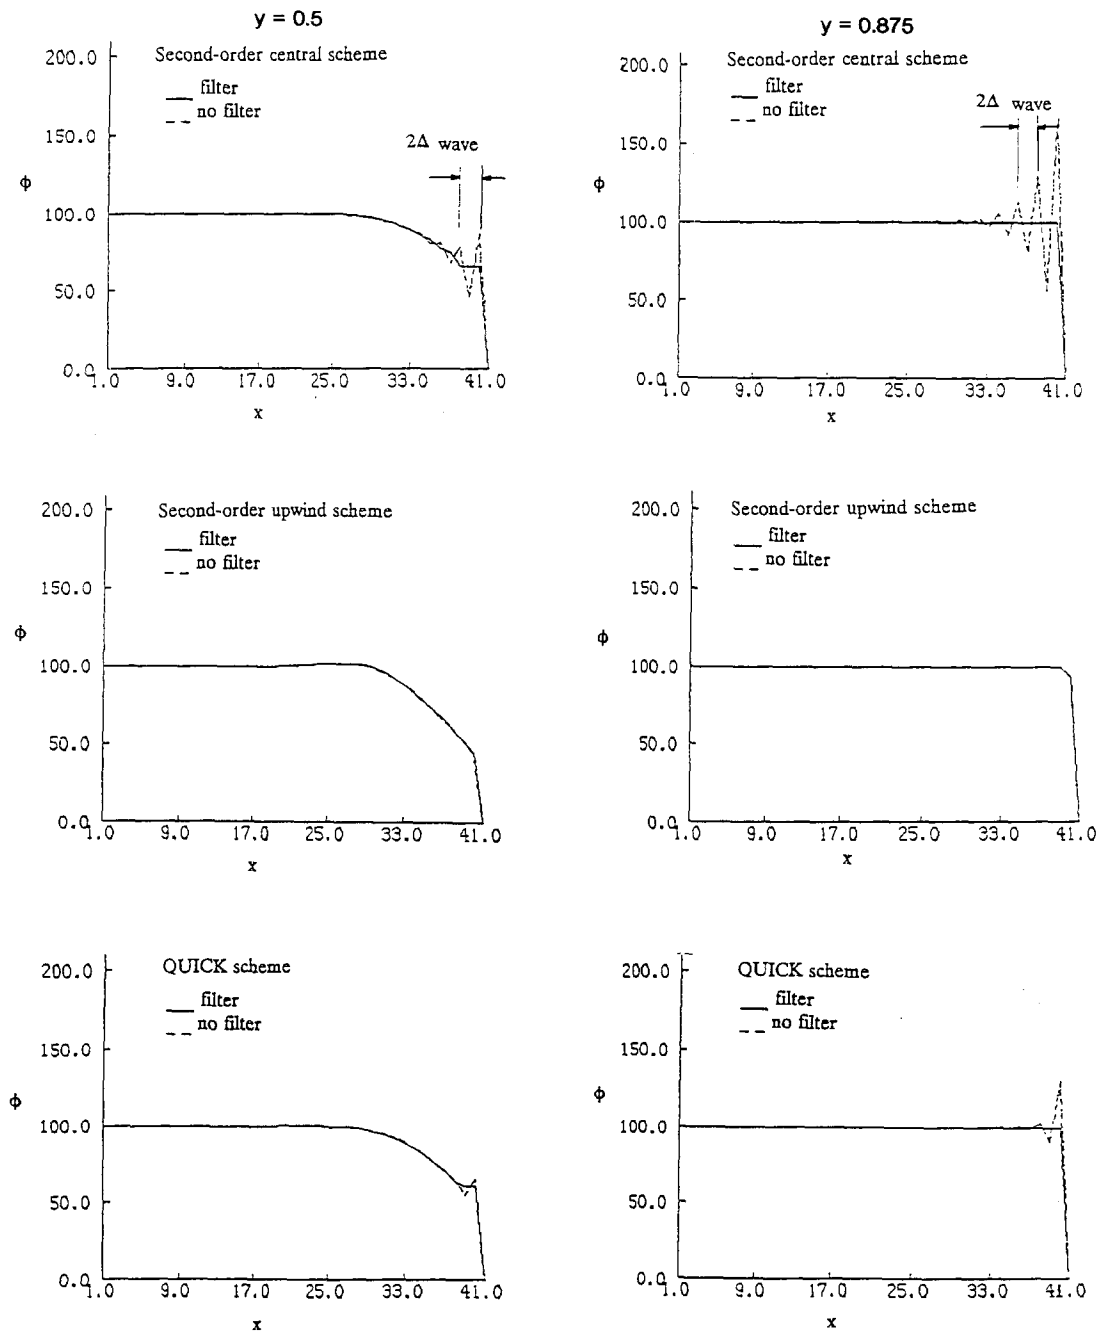 y = 0.5
Second-order central scheme
filter
no filter
2Δ wave
200.0
150.0
ϕ
100.0
50.0
0.0
1.0 9.0 17.0 25.0 33.0 41.0
x
y = 0.875
Second-order central scheme
filter
no filter
2Δ wave
200.0
150.0
ϕ
100.0
50.0
0.0
1.0 9.0 17.0 25.0 33.0 41.0
x
Second-order upwind scheme
filter
no filter
200.0
150.0
ϕ
100.0
50.0
0.0
1.0 9.0 17.0 25.0 33.0 41.0
x
Second-order upwind scheme
filter
no filter
200.0
150.0
ϕ
100.0
50.0
0.0
1.0 9.0 17.0 25.0 33.0 41.0
x
QUICK scheme
filter
no filter
200.0
150.0
ϕ
100.0
50.0
0.0
1.0 9.0 17.0 25.0 33.0 41.0
x
QUICK scheme
filter
no filter
200.0
150.0
ϕ
100.0
50.0
0.0
1.0 9.0 17.0 25.0 33.0 41.0
x